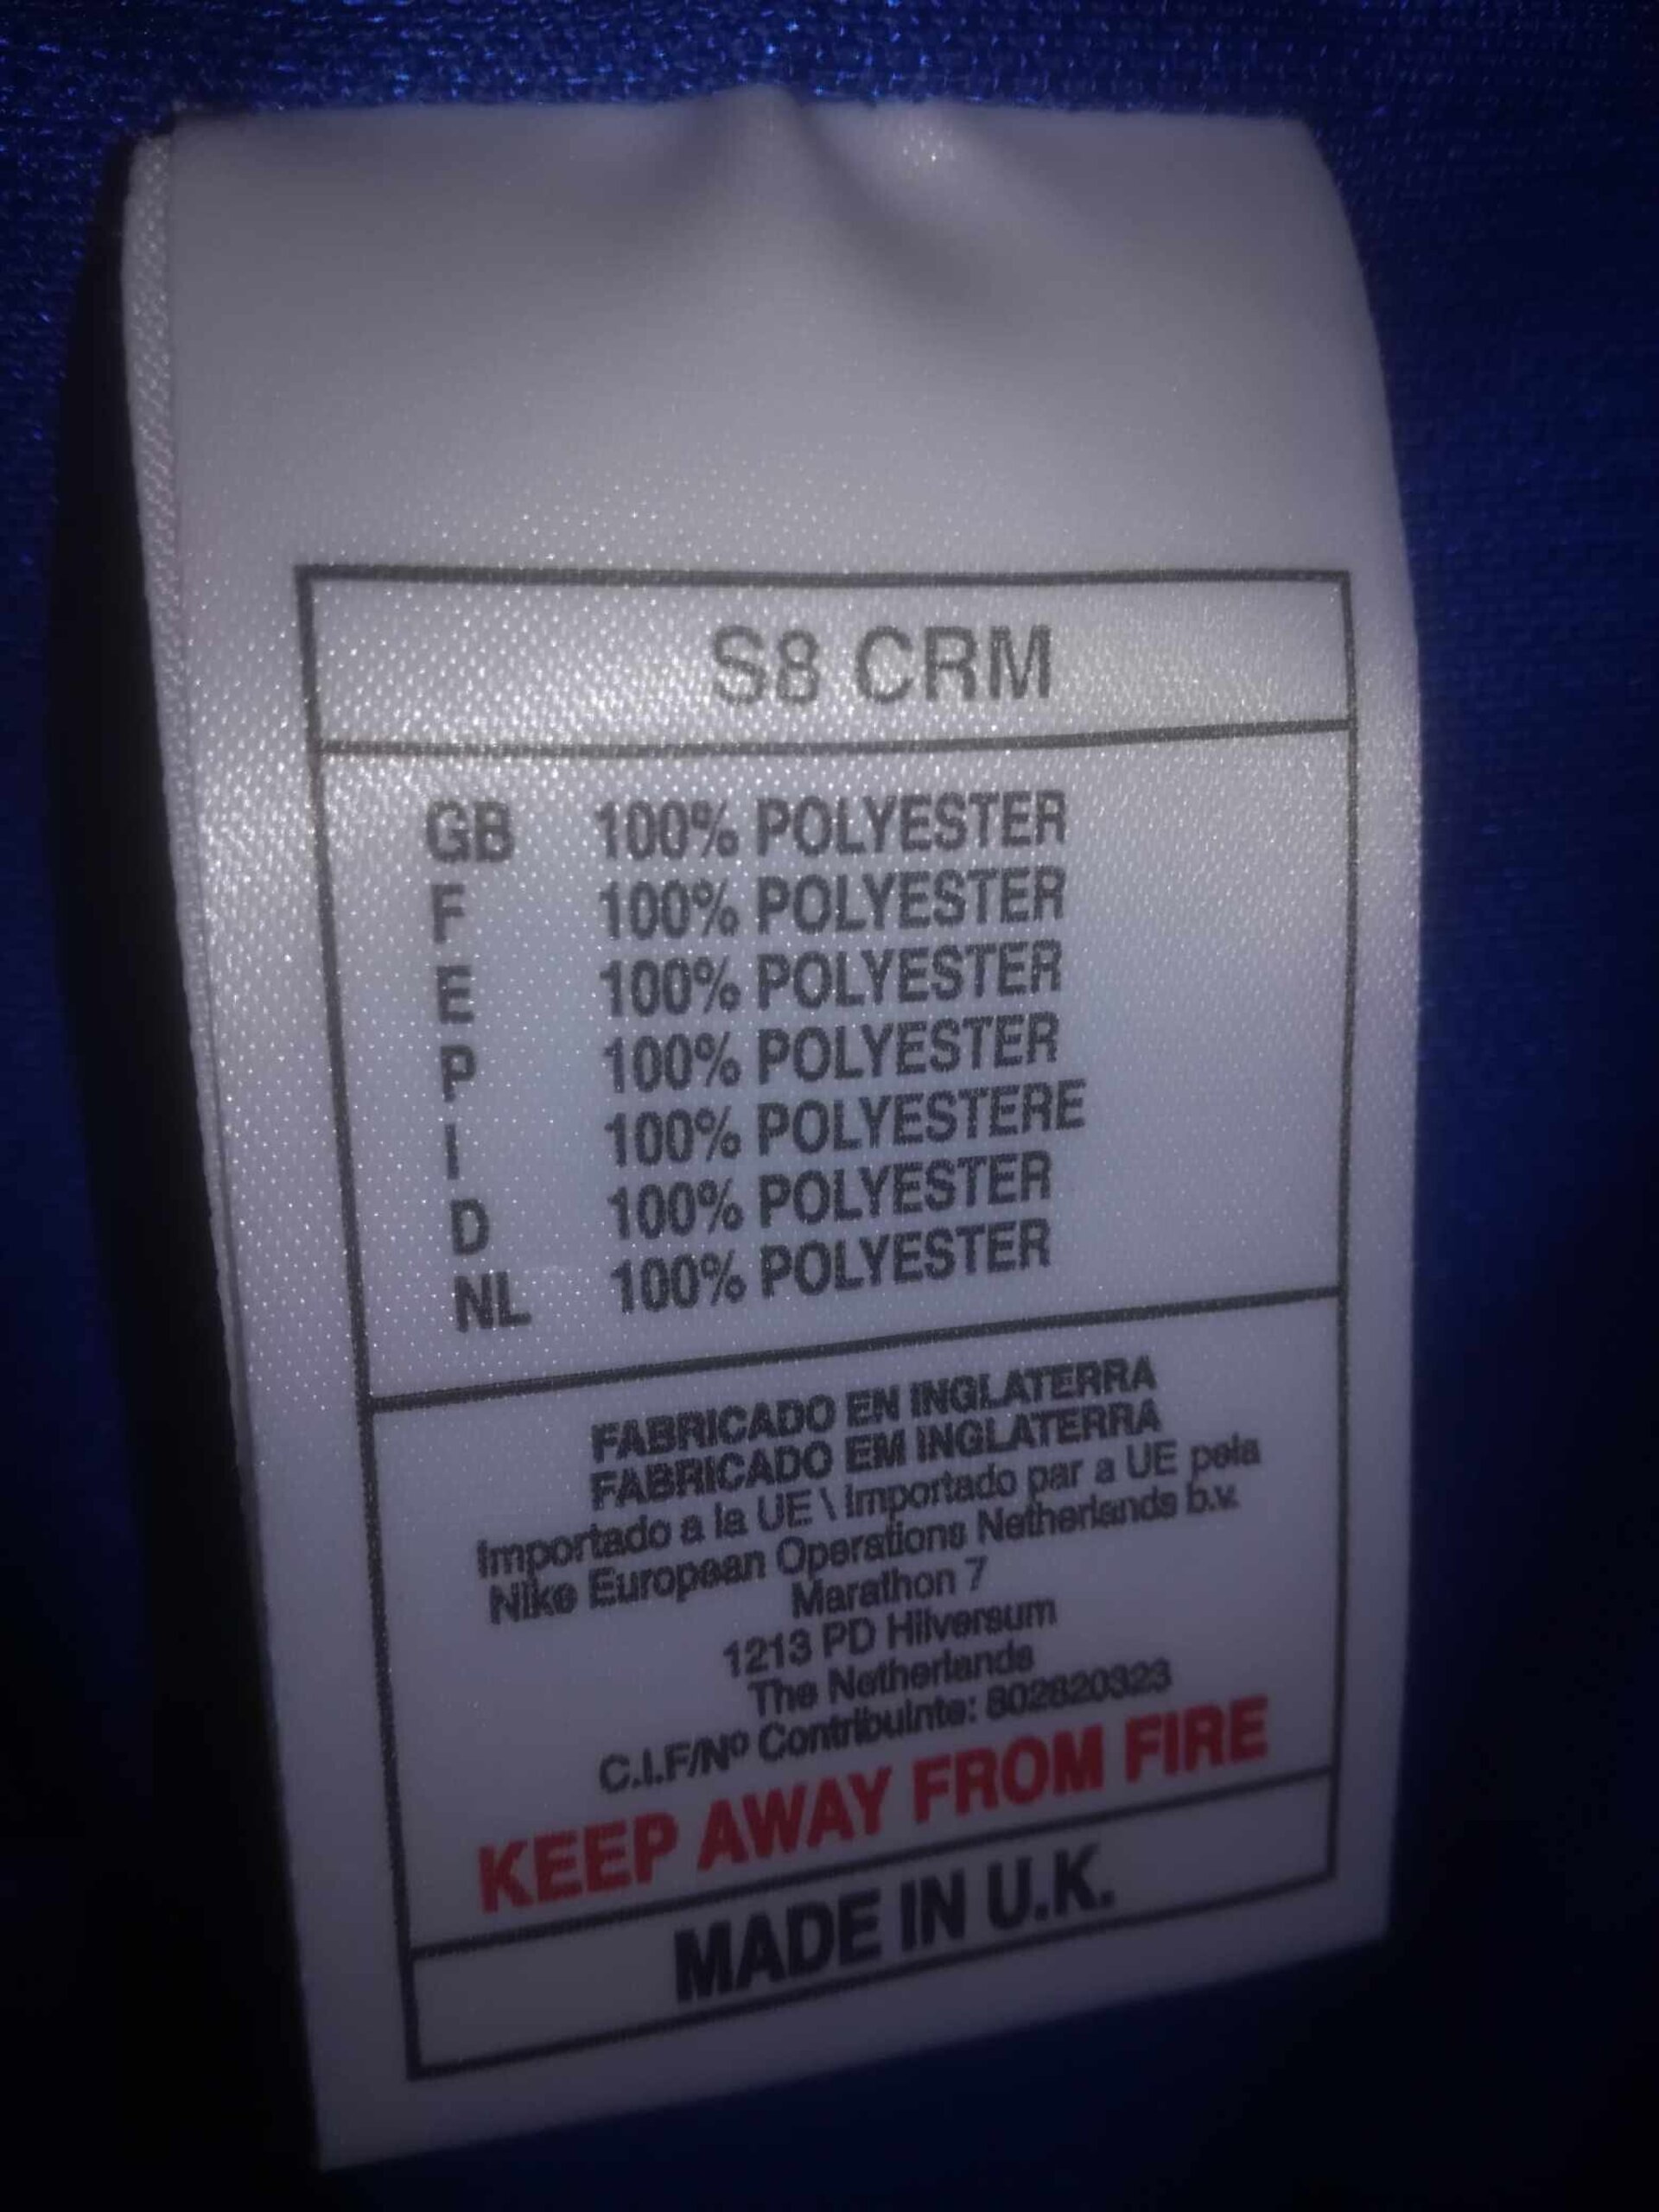 S8 CRM
GB 100% POLYESTER
F 100% POLYESTER
E 100% POLYESTER
P 100% POLYESTER
I 100% POLYESTERE
D 100% POLYESTER
NL 100% POLYESTER
FABRICADO EN INGLATERRA
FABRICADO EM INGLATERRA
Importado a la UE \ Importado par a UE pela
Nike European Operations Netherlands b.v.
Marathon 7
1213 PD Hilversum
The Netherlands
C.I.F/Nº Contribuinte: 802820323
KEEP AWAY FROM FIRE
MADE IN U.K.